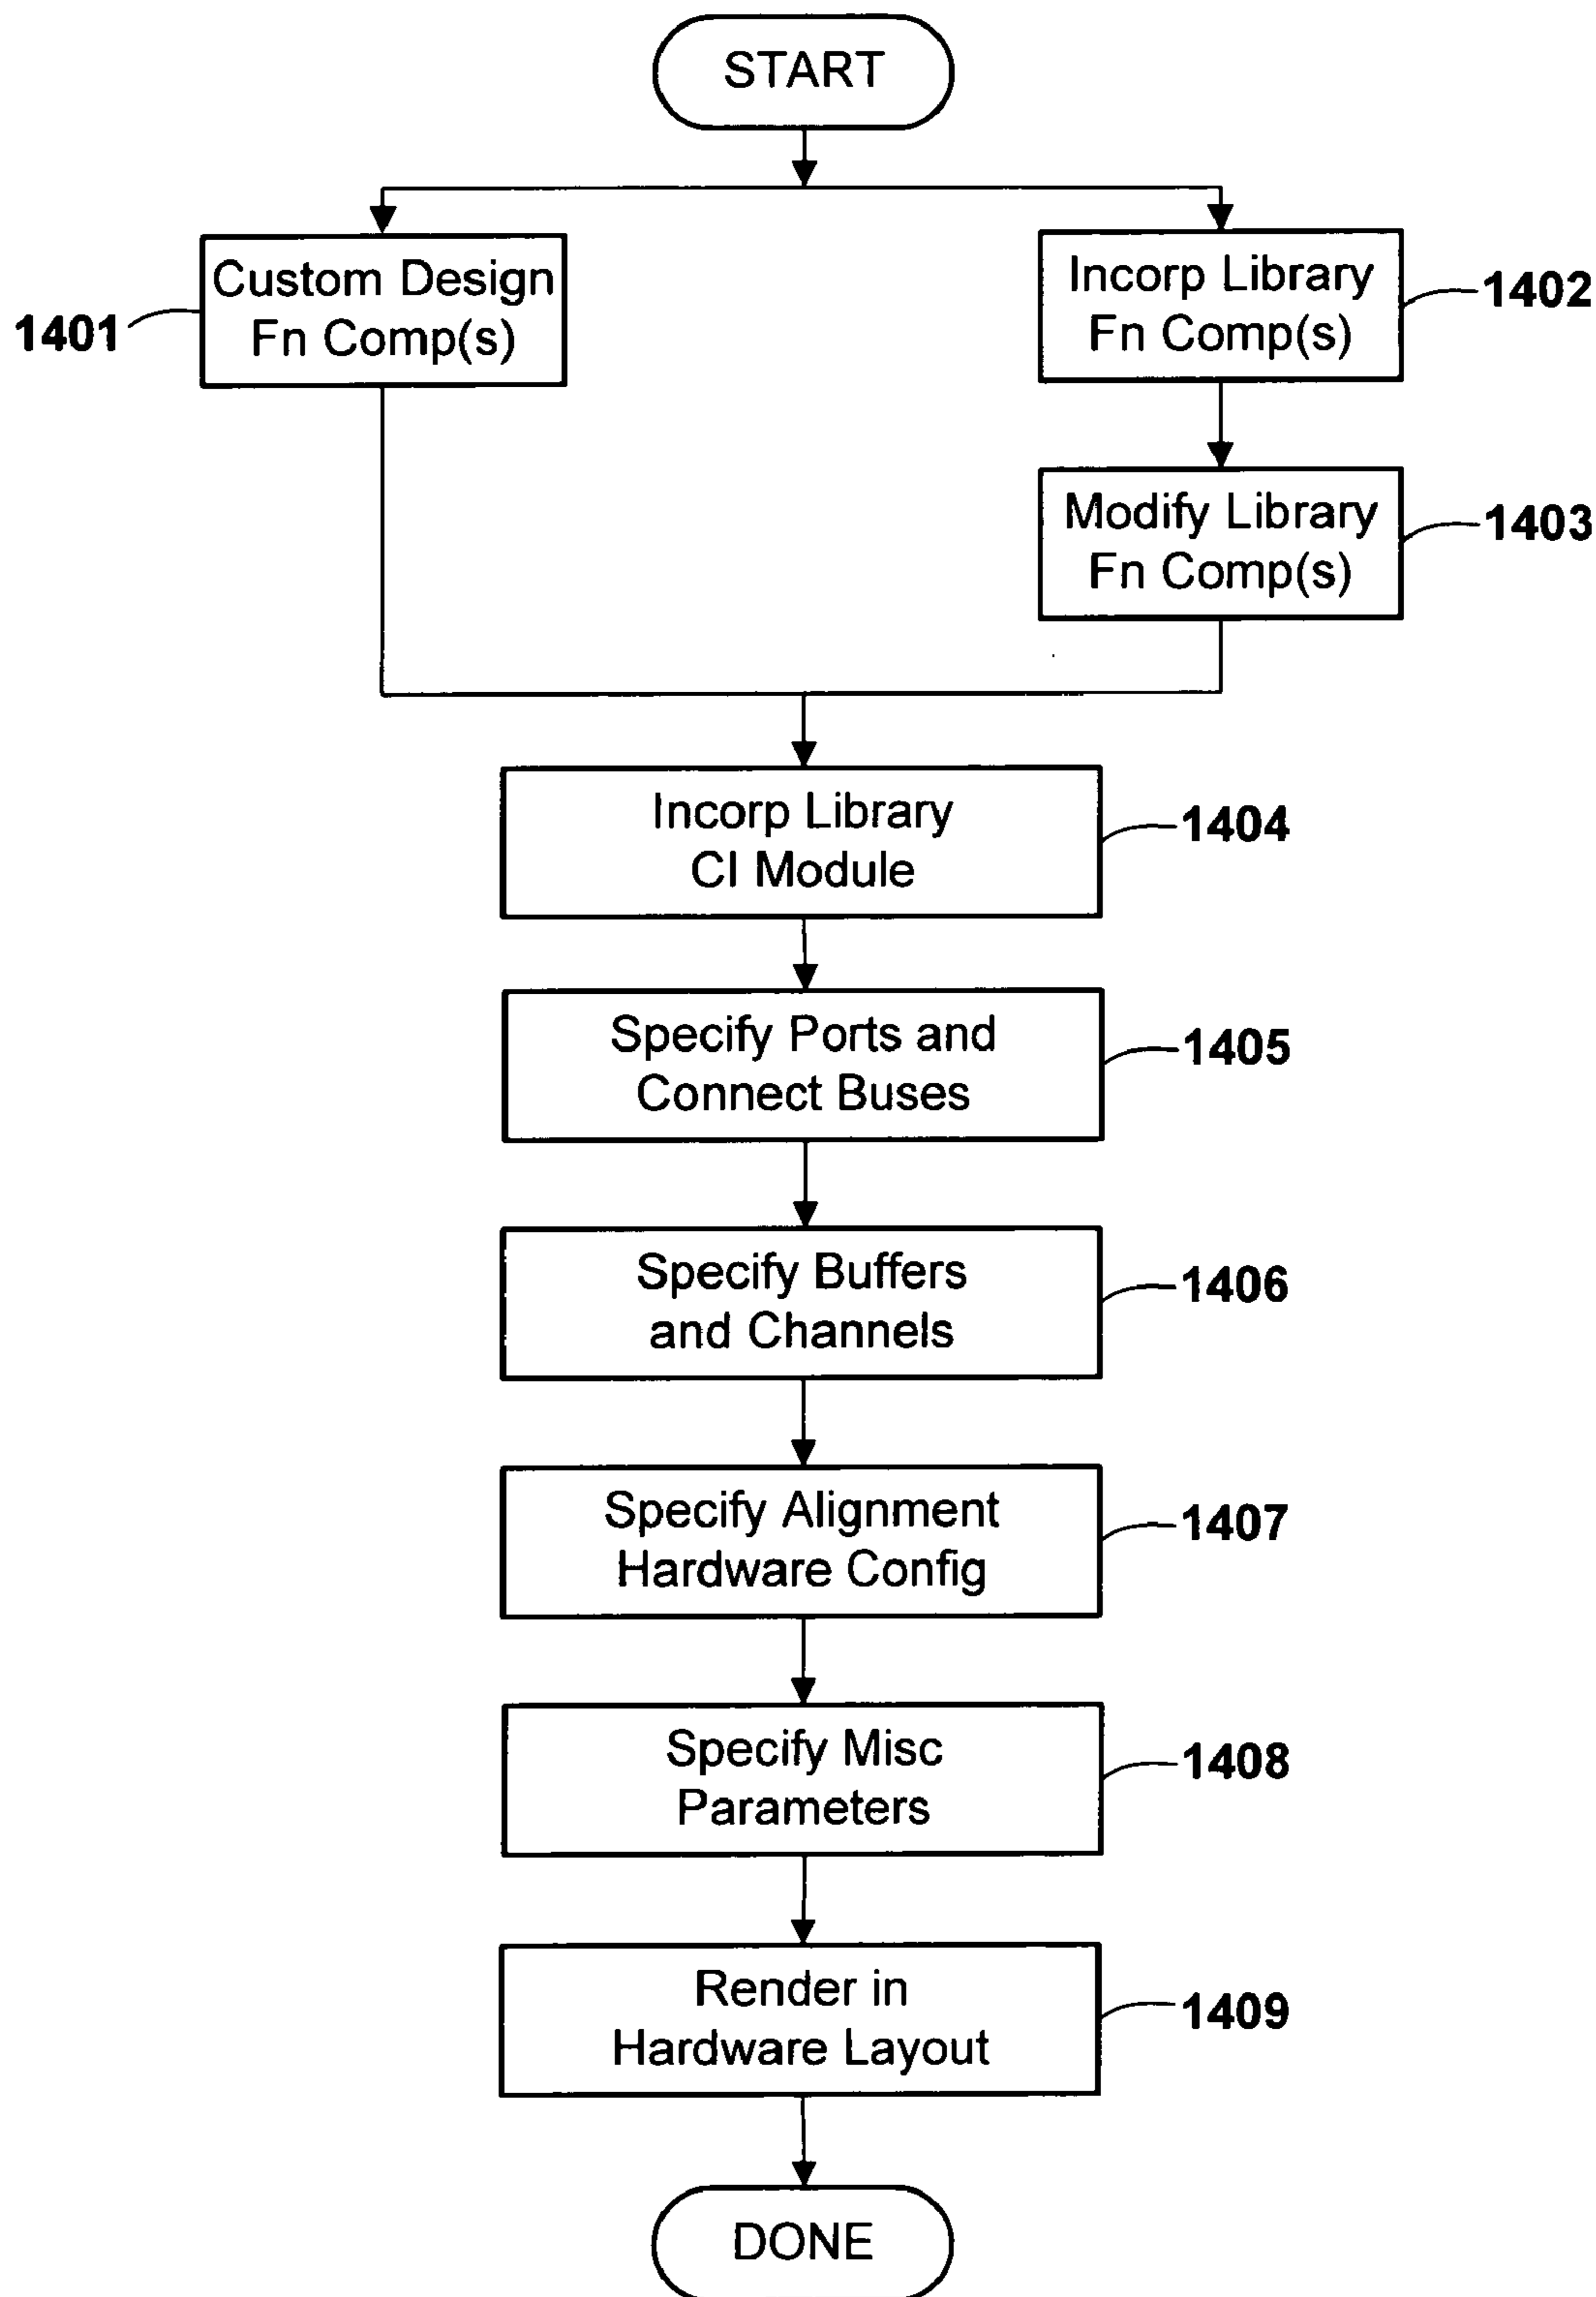 START
Custom Design
Fn Comp(s)
1401
Incorp Library
Fn Comp(s)
1402
Modify Library
Fn Comp(s)
1403
Incorp Library
CI Module
1404
Specify Ports and
Connect Buses
1405
Specify Buffers
and Channels
1406
Specify Alignment
Hardware Config
1407
Specify Misc
Parameters
1408
Render in
Hardware Layout
1409
DONE